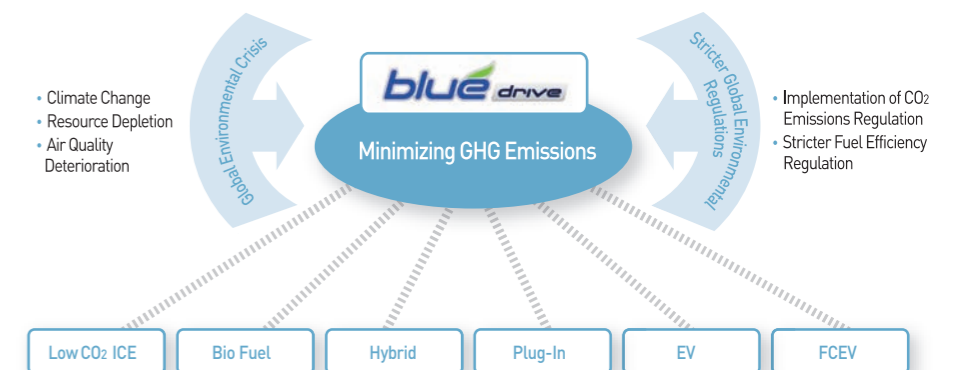 Global Environmental Crisis
• Climate Change
• Resource Depletion
• Air Quality
Deterioration
blue drive
Minimizing GHG Emissions
Stricter Global Environmental
Regulations
• Implementation of CO2
Emissions Regulation
• Stricter Fuel Efficiency
Regulation
Low CO2 ICE
Bio Fuel
Hybrid
Plug-In
EV
FCEV